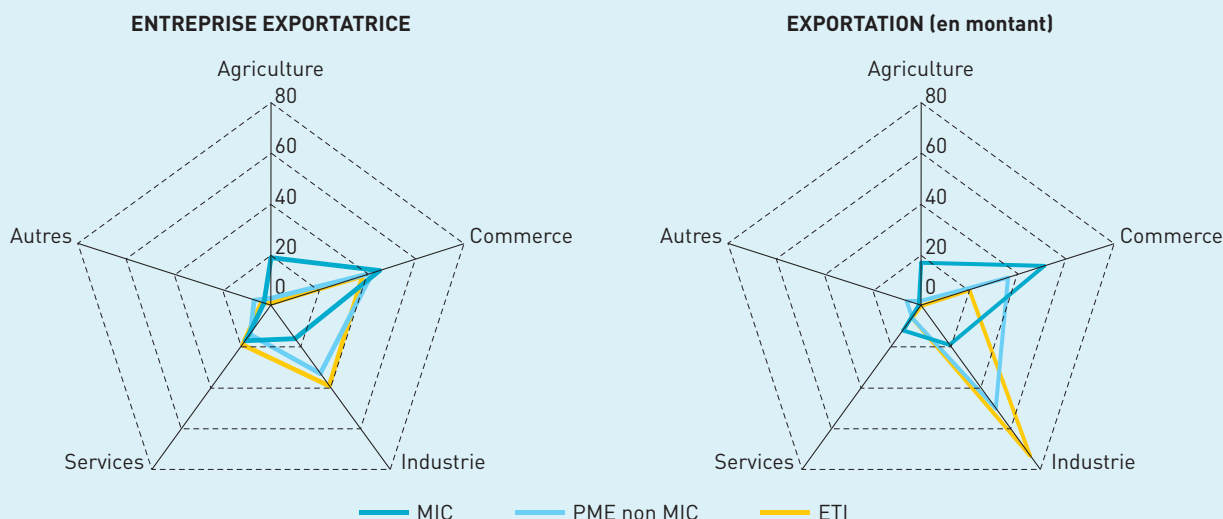 ENTREPRISE EXPORTATRICE
Agriculture
80
60
40
20
0
Autres
Commerce
Services
Industrie
EXPORTATION (en montant)
Agriculture
80
60
40
20
0
Autres
Commerce
Services
Industrie
MIC
PME non MIC
ETI